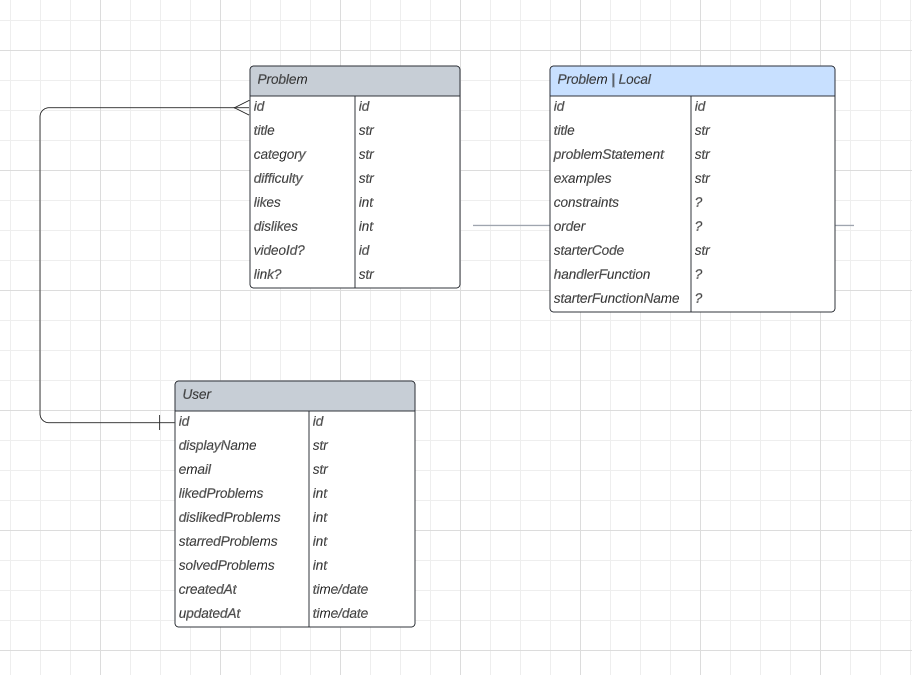 Problem
id id
title str
category str
difficulty str
likes int
dislikes int
videoId? id
link? str
Problem | Local
id id
title str
problemStatement str
examples str
constraints ?
order ?
starterCode str
handlerFunction ?
starterFunctionName ?
User
id id
displayName str
email str
likedProblems int
dislikedProblems int
starredProblems int
solvedProblems int
createdAt time/date
updatedAt time/date